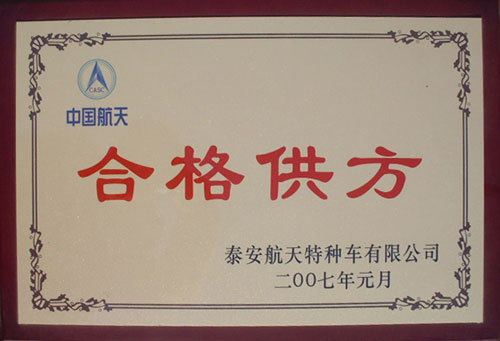 CASIC
中国航天
合格供方
泰安航天特种车有限公司
二〇〇七年元月